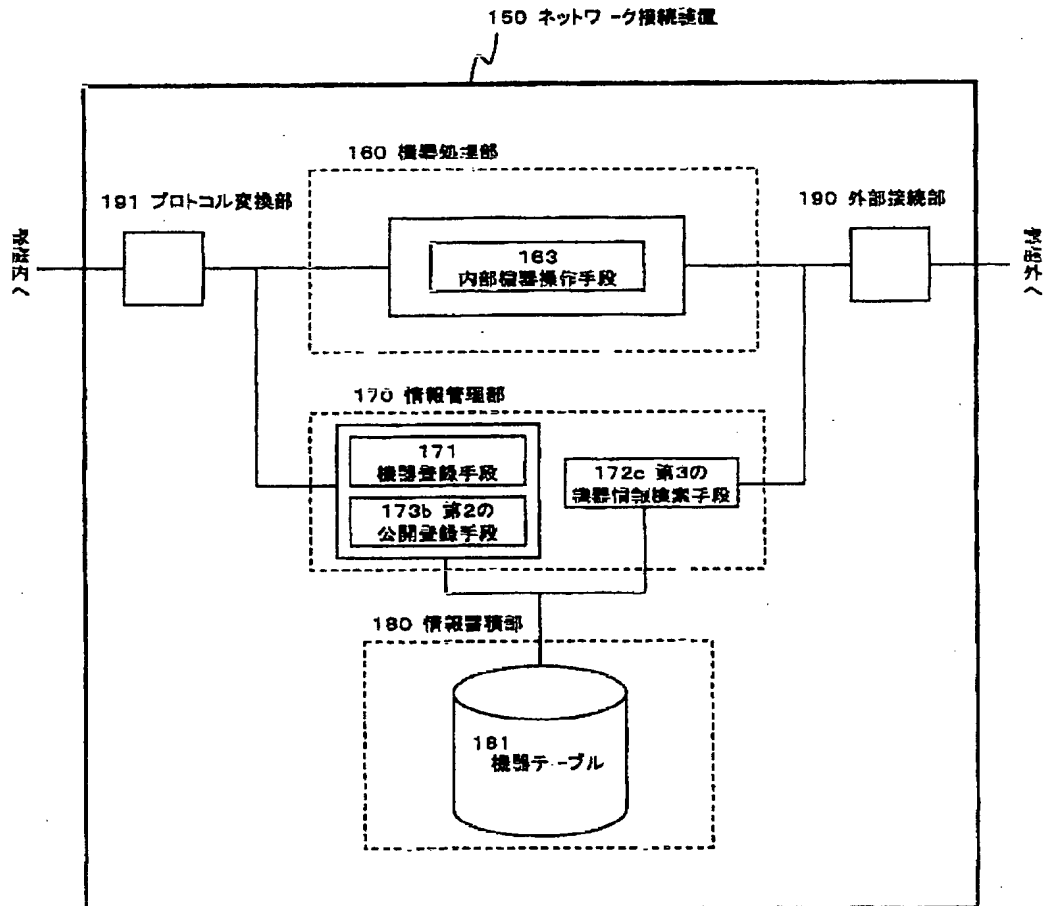 150 ネットワーク接続装置
160 機器処理部
191 プロトコル変換部
190 外部接続部
163
内部機器操作手段
宅内へ
宅外へ
170 情報管理部
171
機器登録手段
173b 第2の
公開登録手段
172c 第3の
機器情報検索手段
180 情報蓄積部
181
機器テーブル